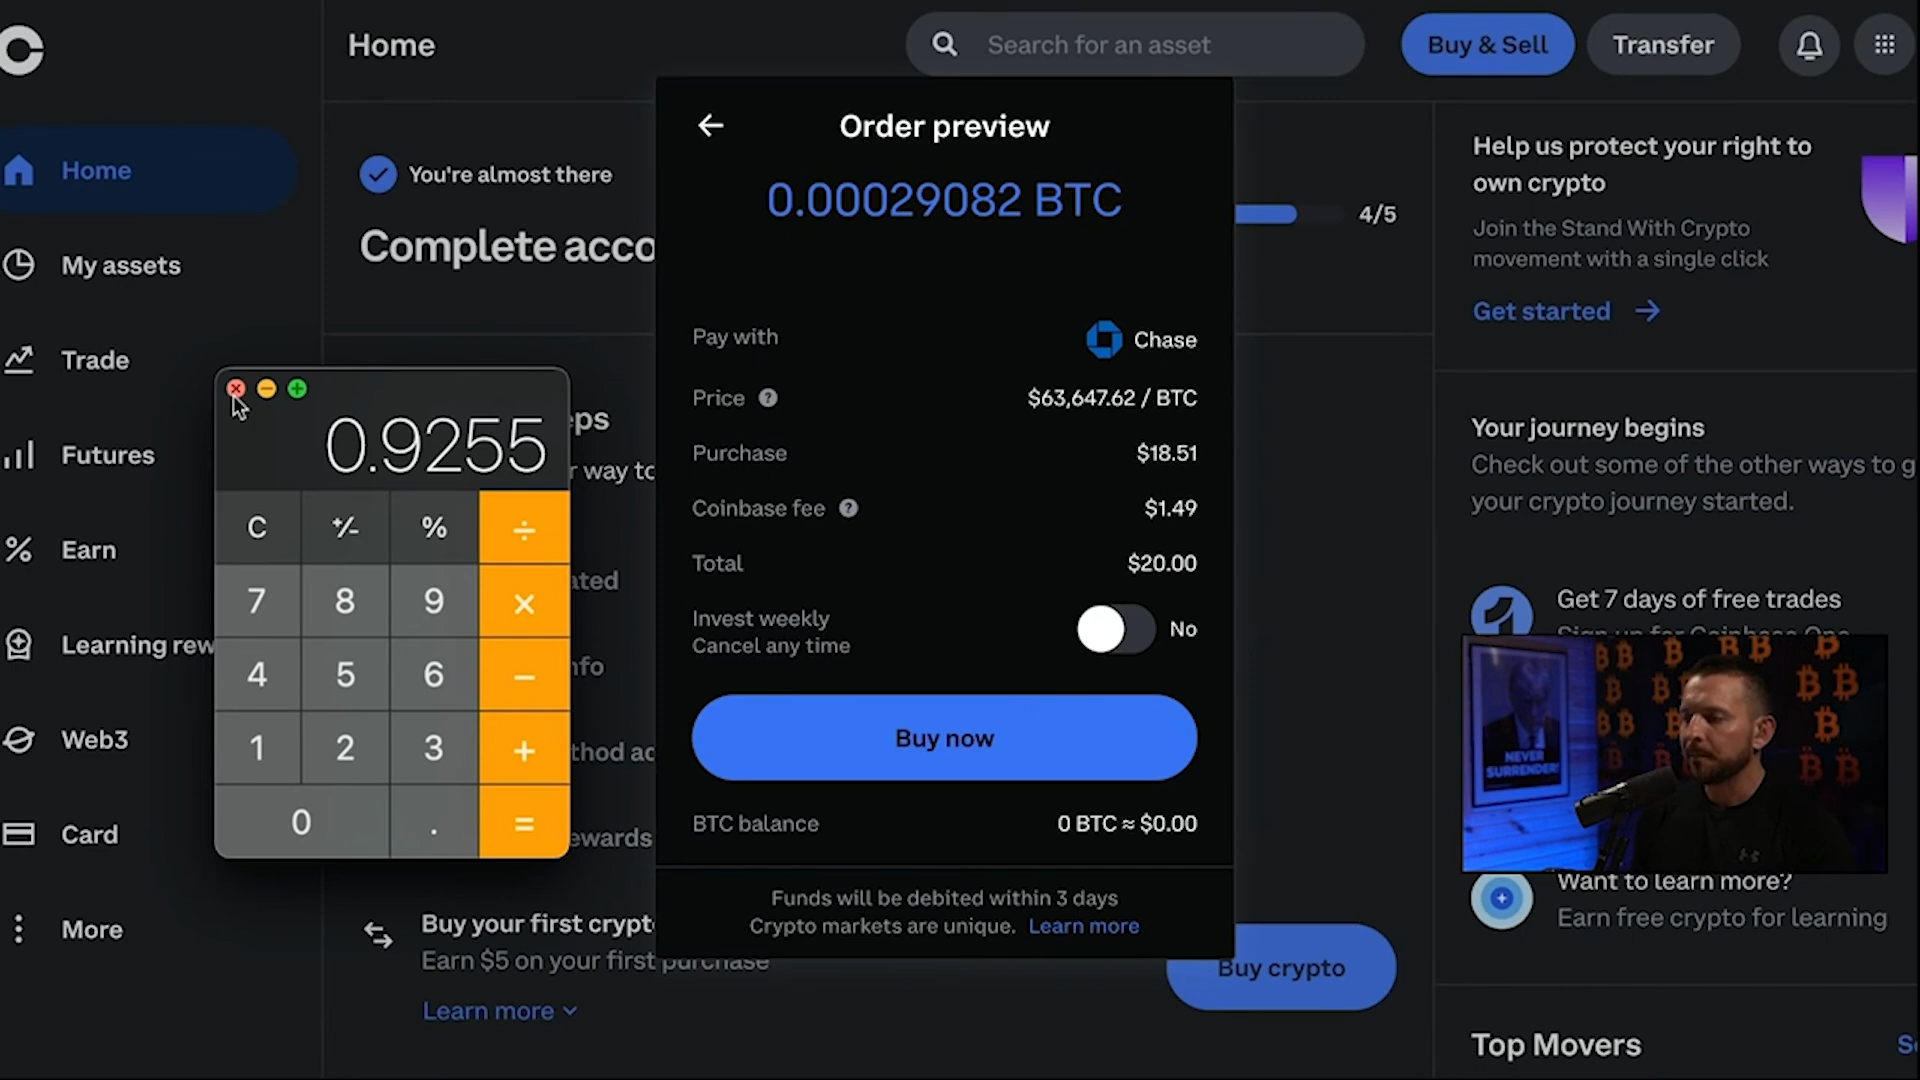 Home
Search for an asset
Buy & Sell
Transfer
Home
My assets
Trade
Futures
Earn
Learning rew
Web3
Card
More
You're almost there
Complete acco
4/5
eps
r way to
ated
nfo
thod ad
ewards
Buy your first crypt
Earn $5 on your first purchase
Learn more
Buy crypto
0.9255
C +/- % ÷
7 8 9 ×
4 5 6 −
1 2 3 +
0 . =
Order preview
0.00029082 BTC
Pay with Chase
Price ? $63,647.62 / BTC
Purchase $18.51
Coinbase fee ? $1.49
Total $20.00
Invest weekly
Cancel any time
No
Buy now
BTC balance 0 BTC ≈ $0.00
Funds will be debited within 3 days
Crypto markets are unique. Learn more
Help us protect your right to
own crypto
Join the Stand With Crypto
movement with a single click
Get started
Your journey begins
Check out some of the other ways to g
your crypto journey started.
Get 7 days of free trades
Sign up for Coinbase One
NEVER
SURRENDER!
Want to learn more?
Earn free crypto for learning
Top Movers